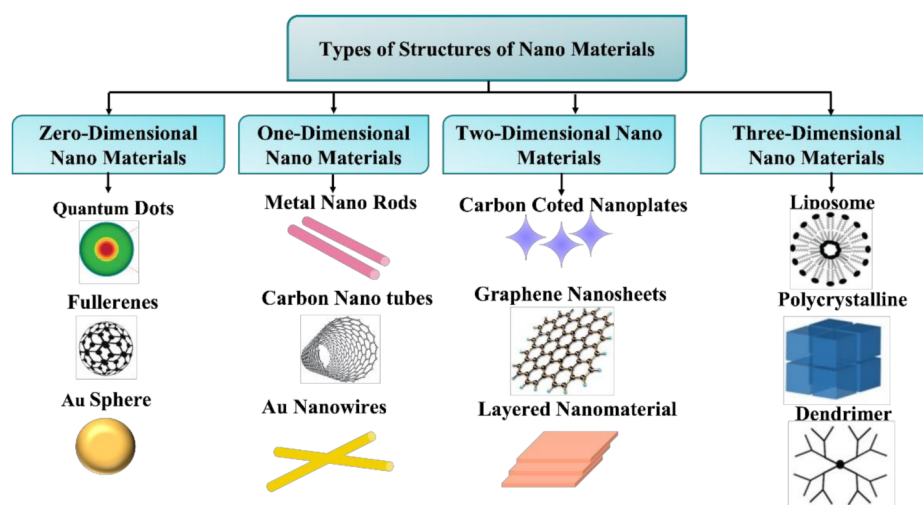 Types of Structures of Nano Materials
Zero-Dimensional
Nano Materials
One-Dimensional
Nano Materials
Two-Dimensional Nano
Materials
Three-Dimensional
Nano Materials
Quantum Dots
Fullerenes
Au Sphere
Metal Nano Rods
Carbon Nano tubes
Au Nanowires
Carbon Coted Nanoplates
Graphene Nanosheets
Layered Nanomaterial
Liposome
Polycrystalline
Dendrimer